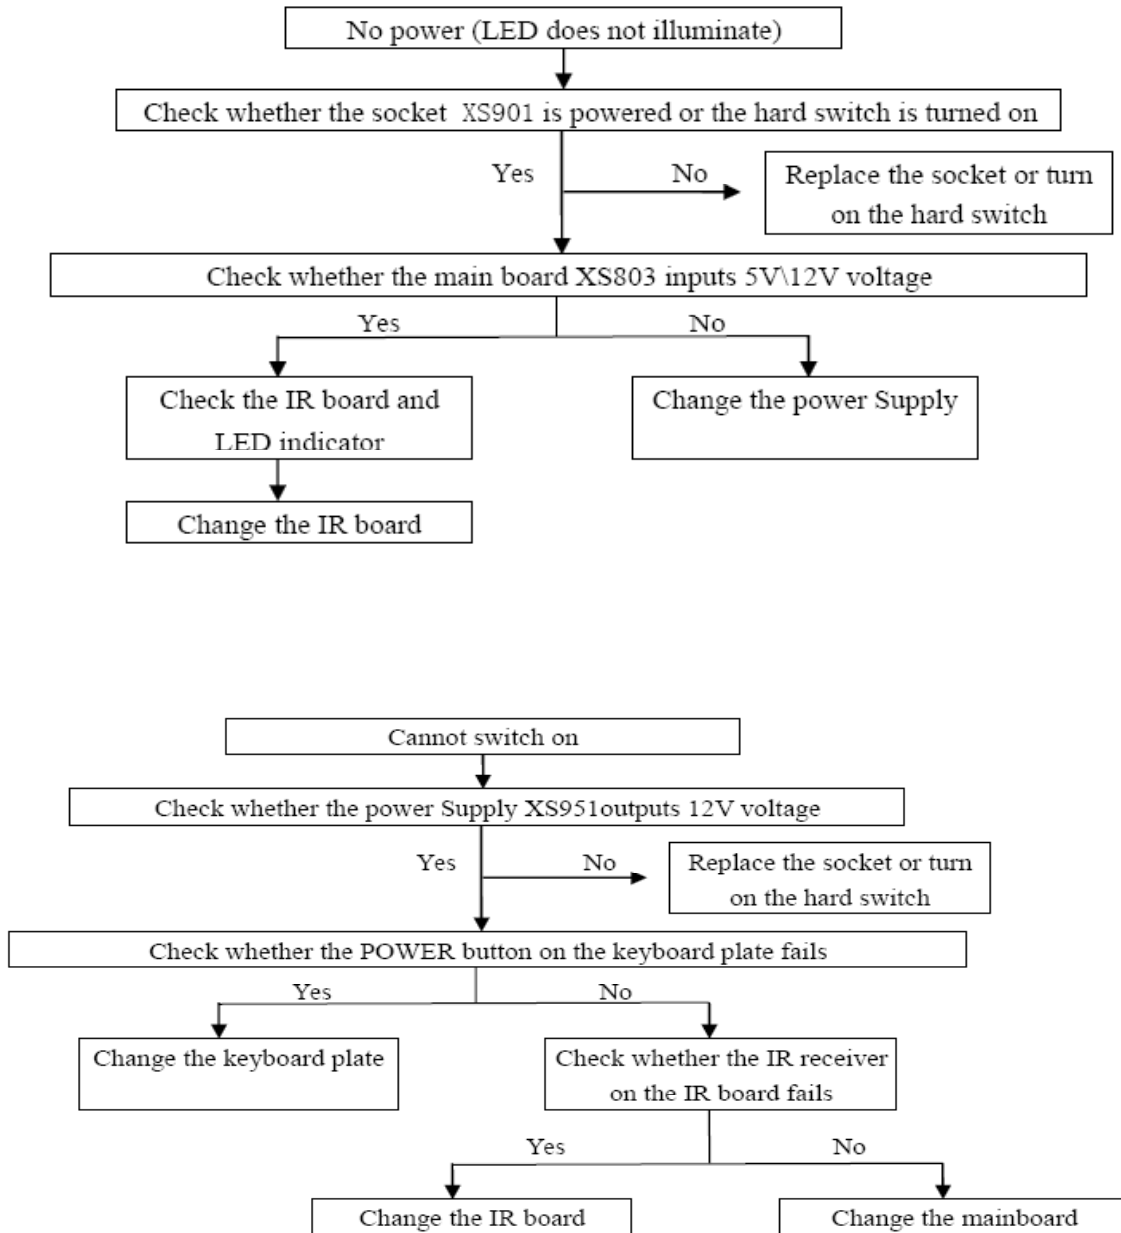 No power (LED does not illuminate)
Check whether the socket XS901 is powered or the hard switch is turned on
Yes
No
Replace the socket or turn
on the hard switch
Check whether the main board XS803 inputs 5V\12V voltage
Yes
No
Check the IR board and
LED indicator
Change the power Supply
Change the IR board
Cannot switch on
Check whether the power Supply XS951outputs 12V voltage
Yes
No
Replace the socket or turn
on the hard switch
Check whether the POWER button on the keyboard plate fails
Yes
No
Change the keyboard plate
Check whether the IR receiver
on the IR board fails
Yes
No
Change the IR board
Change the mainboard